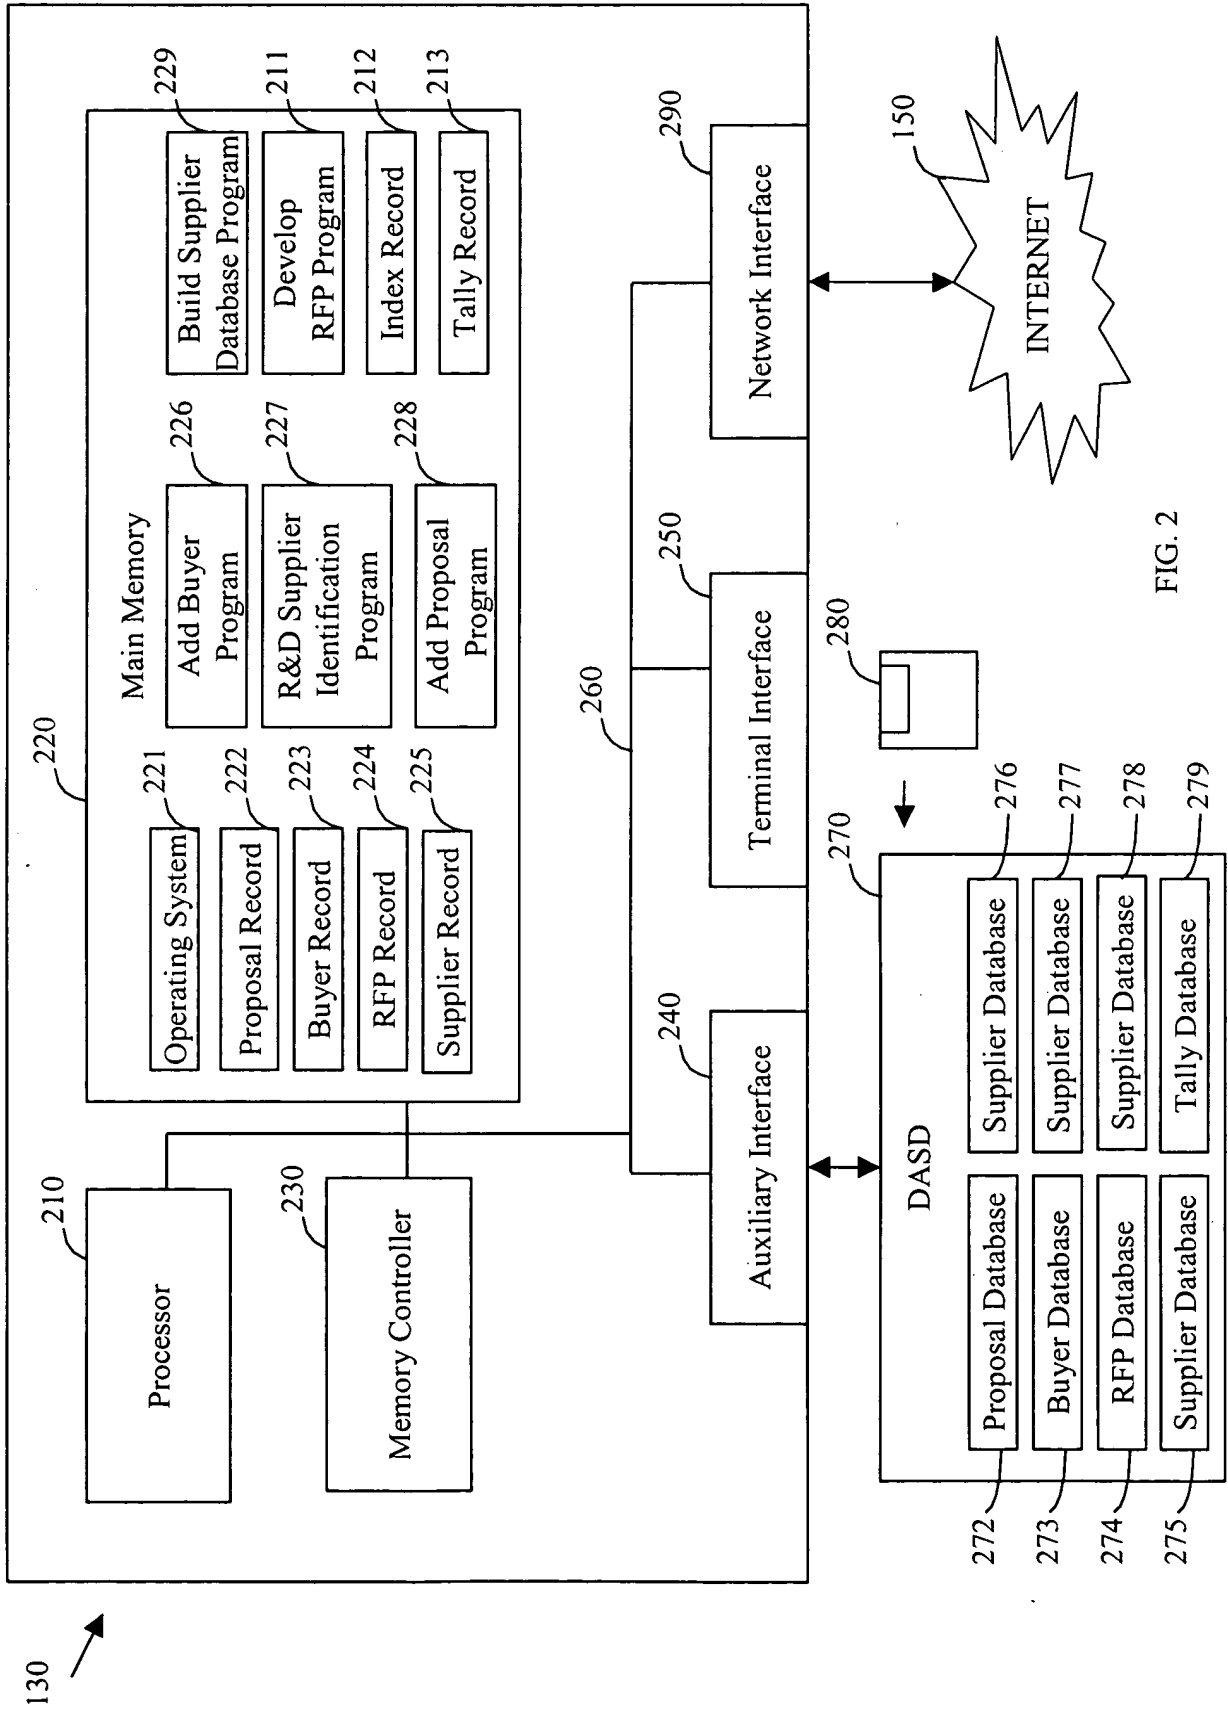 130
210
Processor
230
Memory Controller
220
Main Memory
221
Operating System
222
Proposal Record
223
Buyer Record
224
RFP Record
225
Supplier Record
226
Add Buyer
Program
227
R&D Supplier
Identification
Program
228
Add Proposal
Program
229
Build Supplier
Database Program
211
Develop
RFP Program
212
Index Record
213
Tally Record
260
240
Auxiliary Interface
250
Terminal Interface
290
Network Interface
270
DASD
272
Proposal Database
273
Buyer Database
274
RFP Database
275
Supplier Database
276
Supplier Database
277
Supplier Database
278
Supplier Database
279
Tally Database
280
150
INTERNET
FIG. 2